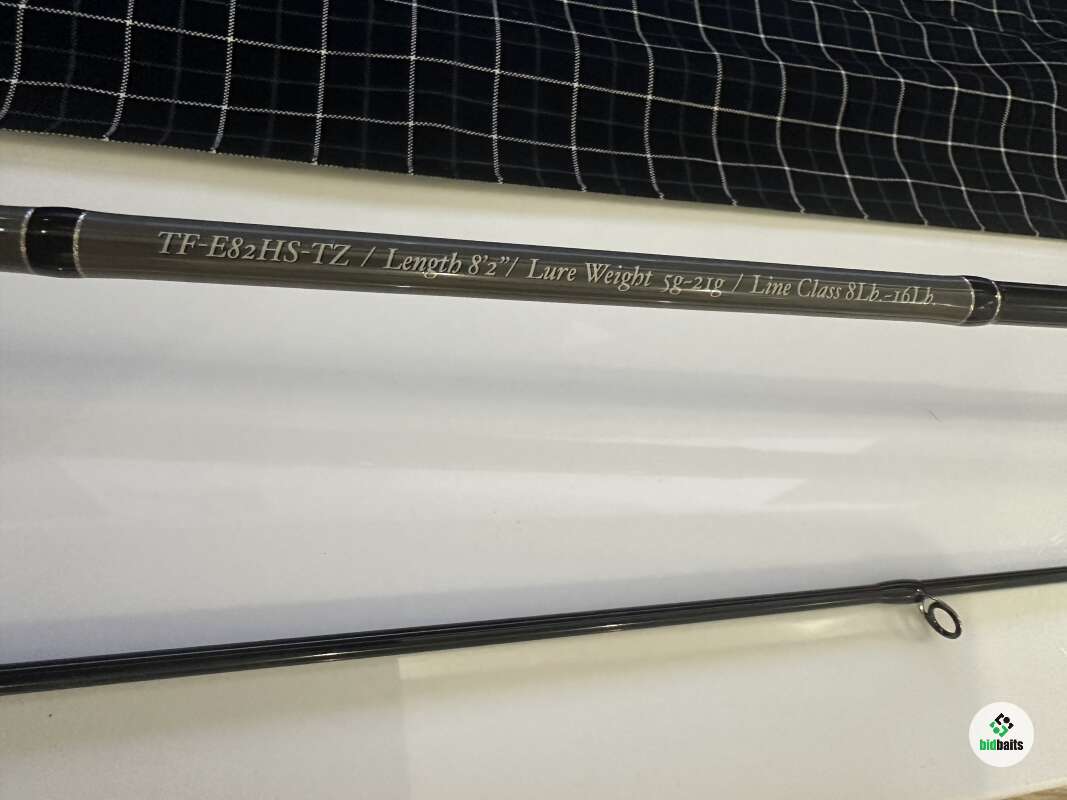 TF-E82HS-TZ / Length 8'2"/ Lure Weight 5g-21g / Line Class 8Lb.-16Lb.
bidbaits